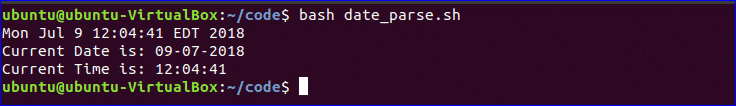 ubuntu@ubuntu-VirtualBox:~/code$ bash date_parse.sh
Mon Jul 9 12:04:41 EDT 2018
Current Date is: 09-07-2018
Current Time is: 12:04:41
ubuntu@ubuntu-VirtualBox:~/code$